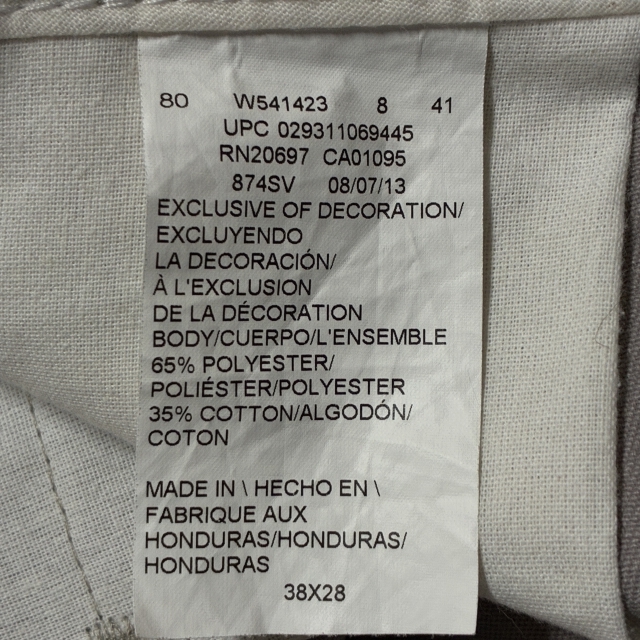 80 W541423 8 41
UPC 029311069445
RN20697 CA01095
874SV 08/07/13
EXCLUSIVE OF DECORATION/
EXCLUYENDO
LA DECORACIÓN/
À L'EXCLUSION
DE LA DÉCORATION
BODY/CUERPO/L'ENSEMBLE
65% POLYESTER/
POLIÉSTER/POLYESTER
35% COTTON/ALGODÓN/
COTON
MADE IN \ HECHO EN \
FABRIQUE AUX
HONDURAS/HONDURAS/
HONDURAS
38X28